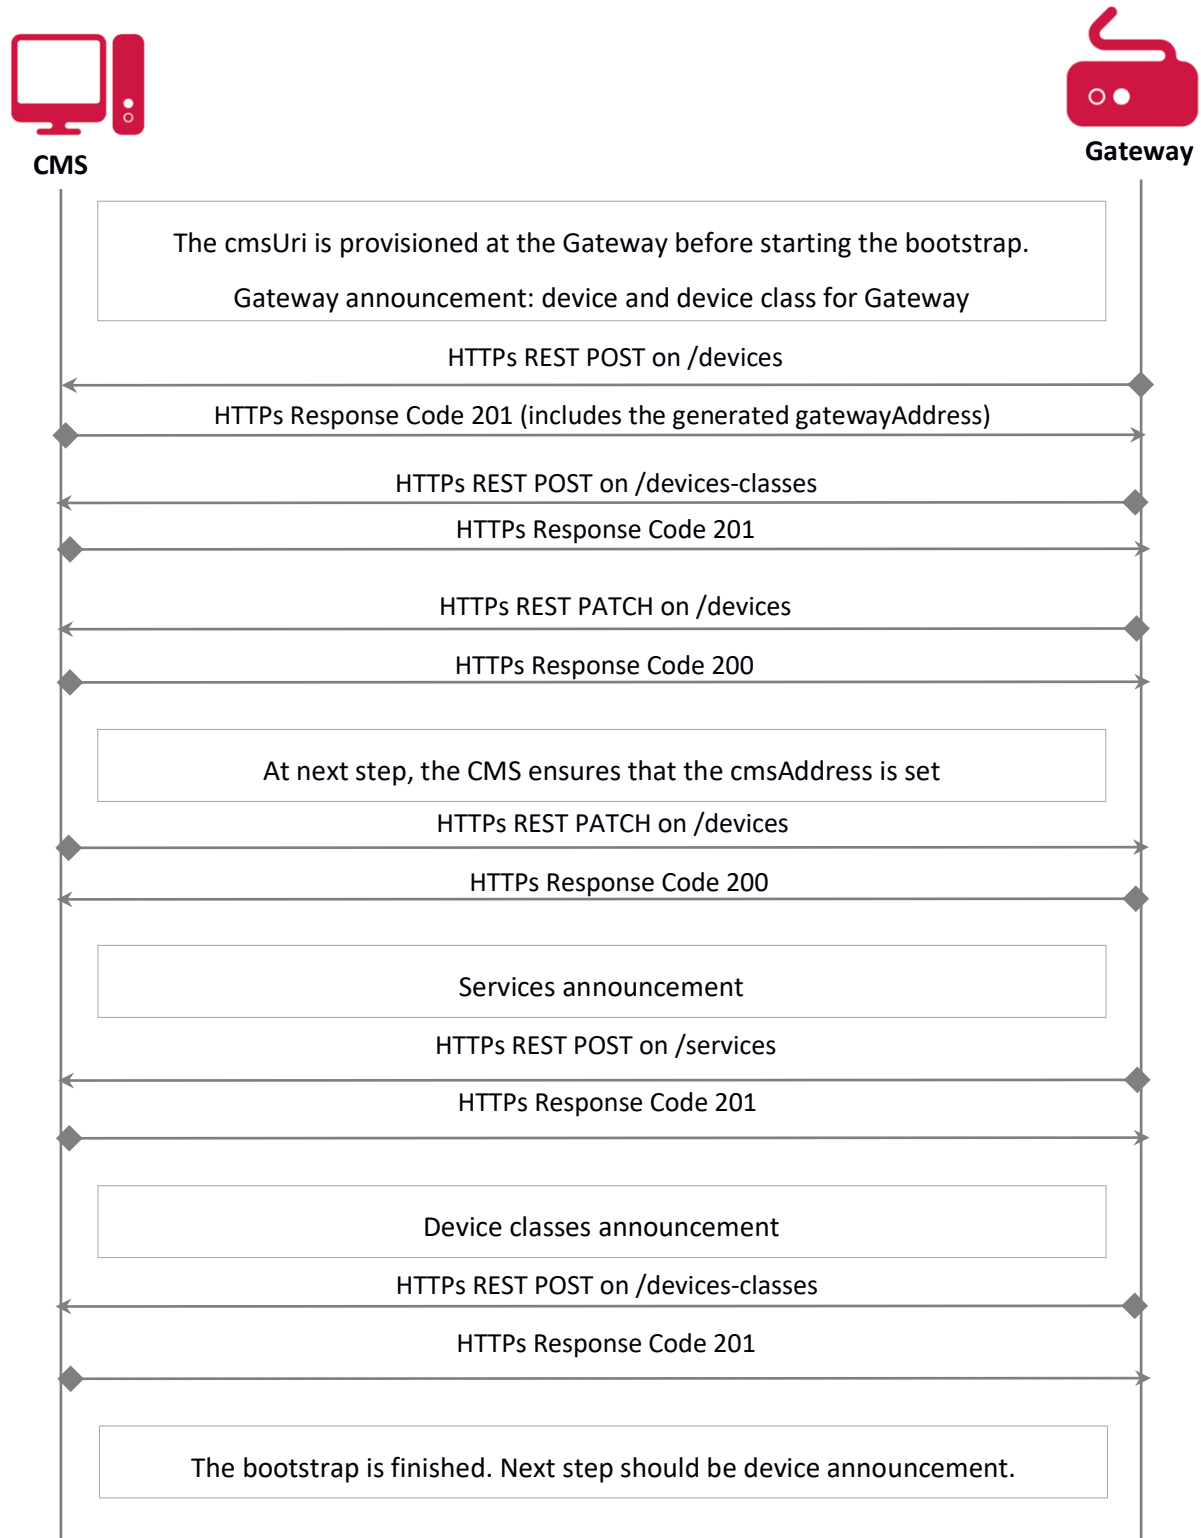 CMS
Gateway
The cmsUri is provisioned at the Gateway before starting the bootstrap.
Gateway announcement: device and device class for Gateway
HTTPs REST POST on /devices
HTTPs Response Code 201 (includes the generated gatewayAddress)
HTTPs REST POST on /devices-classes
HTTPs Response Code 201
HTTPs REST PATCH on /devices
HTTPs Response Code 200
At next step, the CMS ensures that the cmsAddress is set
HTTPs REST PATCH on /devices
HTTPs Response Code 200
Services announcement
HTTPs REST POST on /services
HTTPs Response Code 201
Device classes announcement
HTTPs REST POST on /devices-classes
HTTPs Response Code 201
The bootstrap is finished. Next step should be device announcement.